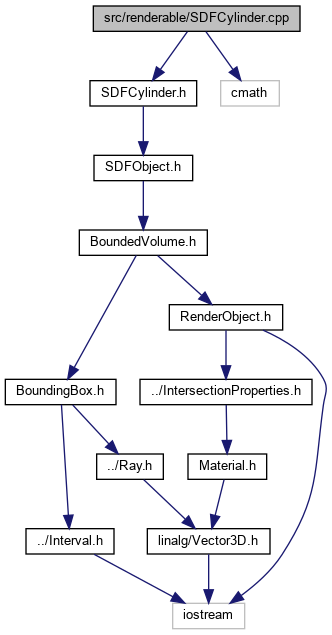 src/renderable/SDFCylinder.cpp
SDFCylinder.h
cmath
SDFObject.h
BoundedVolume.h
RenderObject.h
BoundingBox.h
../IntersectionProperties.h
../Ray.h
Material.h
../Interval.h
linalg/Vector3D.h
iostream